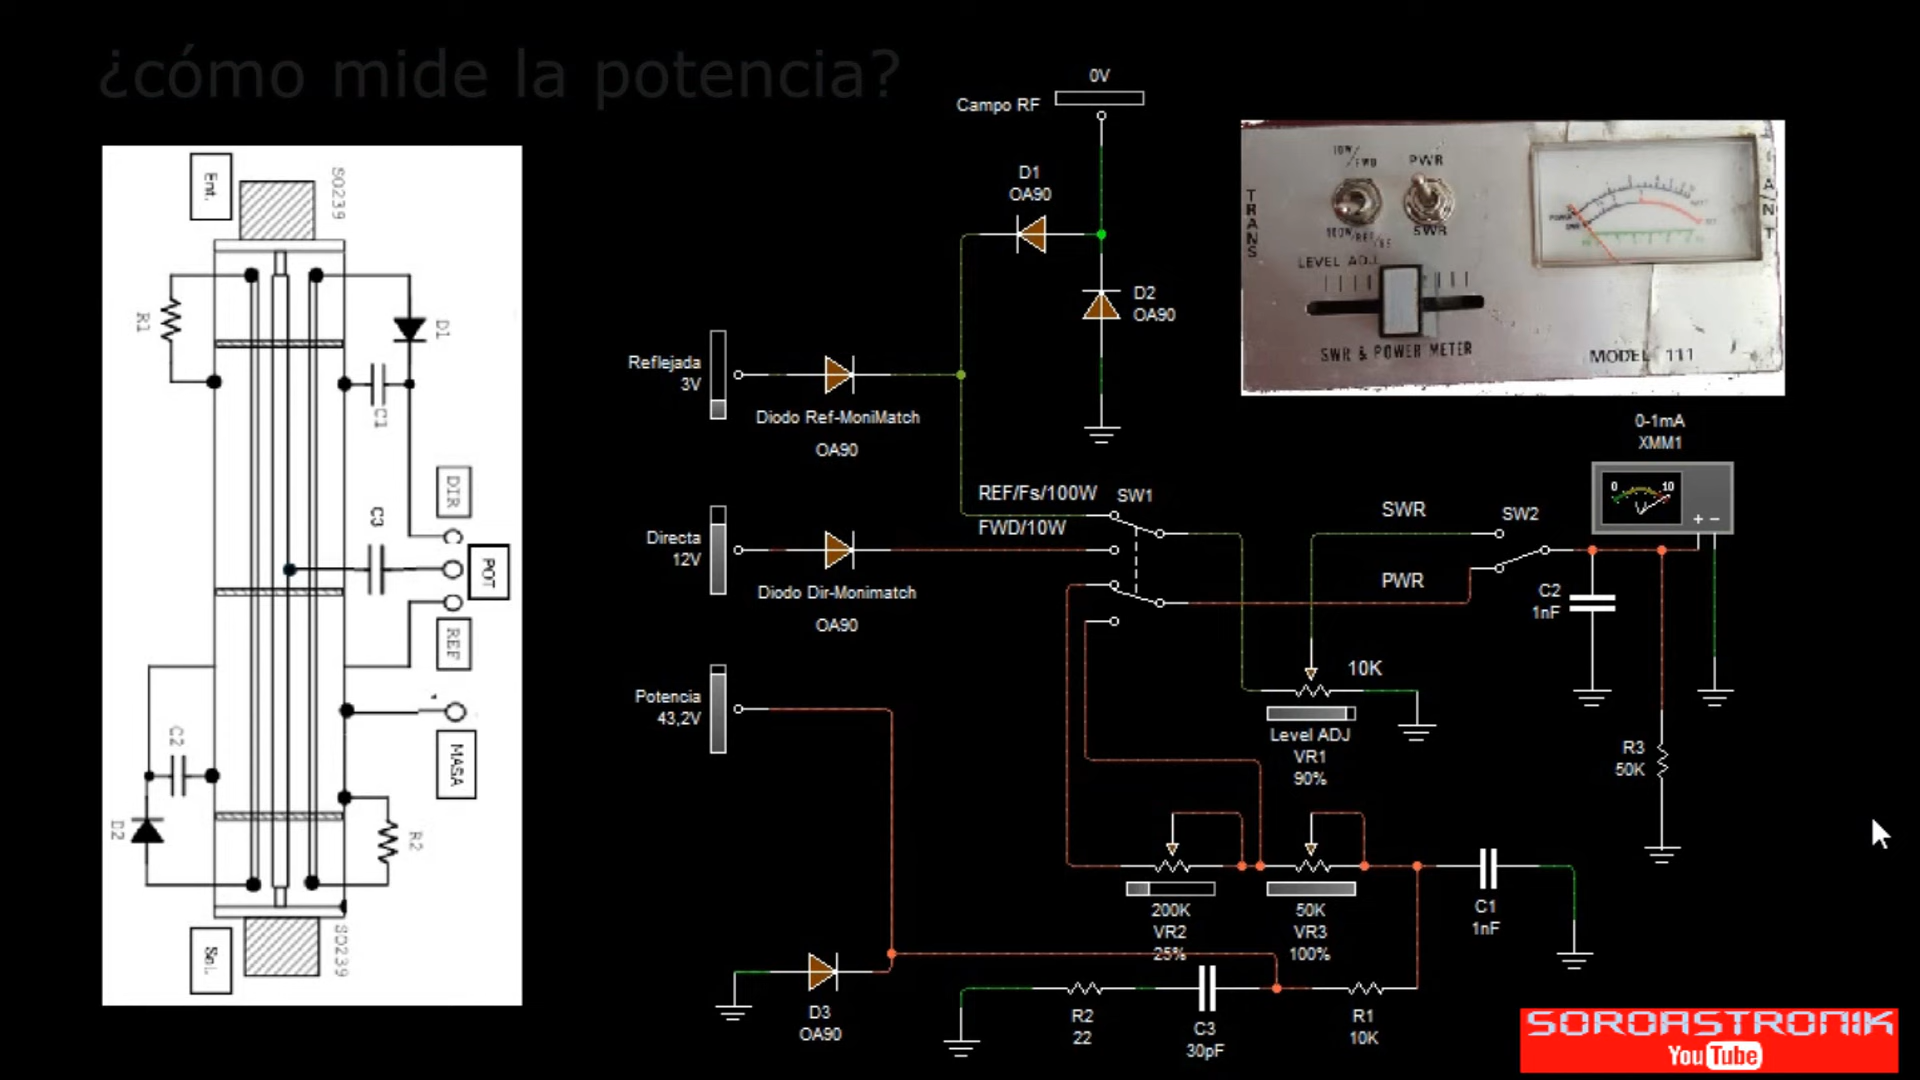 ¿cómo mide la potencia?
Ent.
SO239
R1
D1
C1
DIR
C3
POT
REF
MASA
C2
D2
R2
Sal.
SO239
0V
Campo RF
D1
OA90
D2
OA90
Reflejada
3V
Diodo Ref-MoniMatch
OA90
REF/Fs/100W
SW1
FWD/10W
Directa
12V
Diodo Dir-Monimatch
OA90
Potencia
43,2V
SWR
SW2
PWR
10K
Level ADJ
VR1
90%
0-1mA
XMM1
0
10
+ -
C2
1nF
R3
50K
200K
VR2
25%
50K
VR3
100%
C1
1nF
D3
OA90
R2
22
C3
30pF
R1
10K
TRANS
10W/FWD
PWR
SWR
LEVEL ADJ
SWR & POWER METER
MODEL 111
ANT
SOROASTRONIK
YouTube